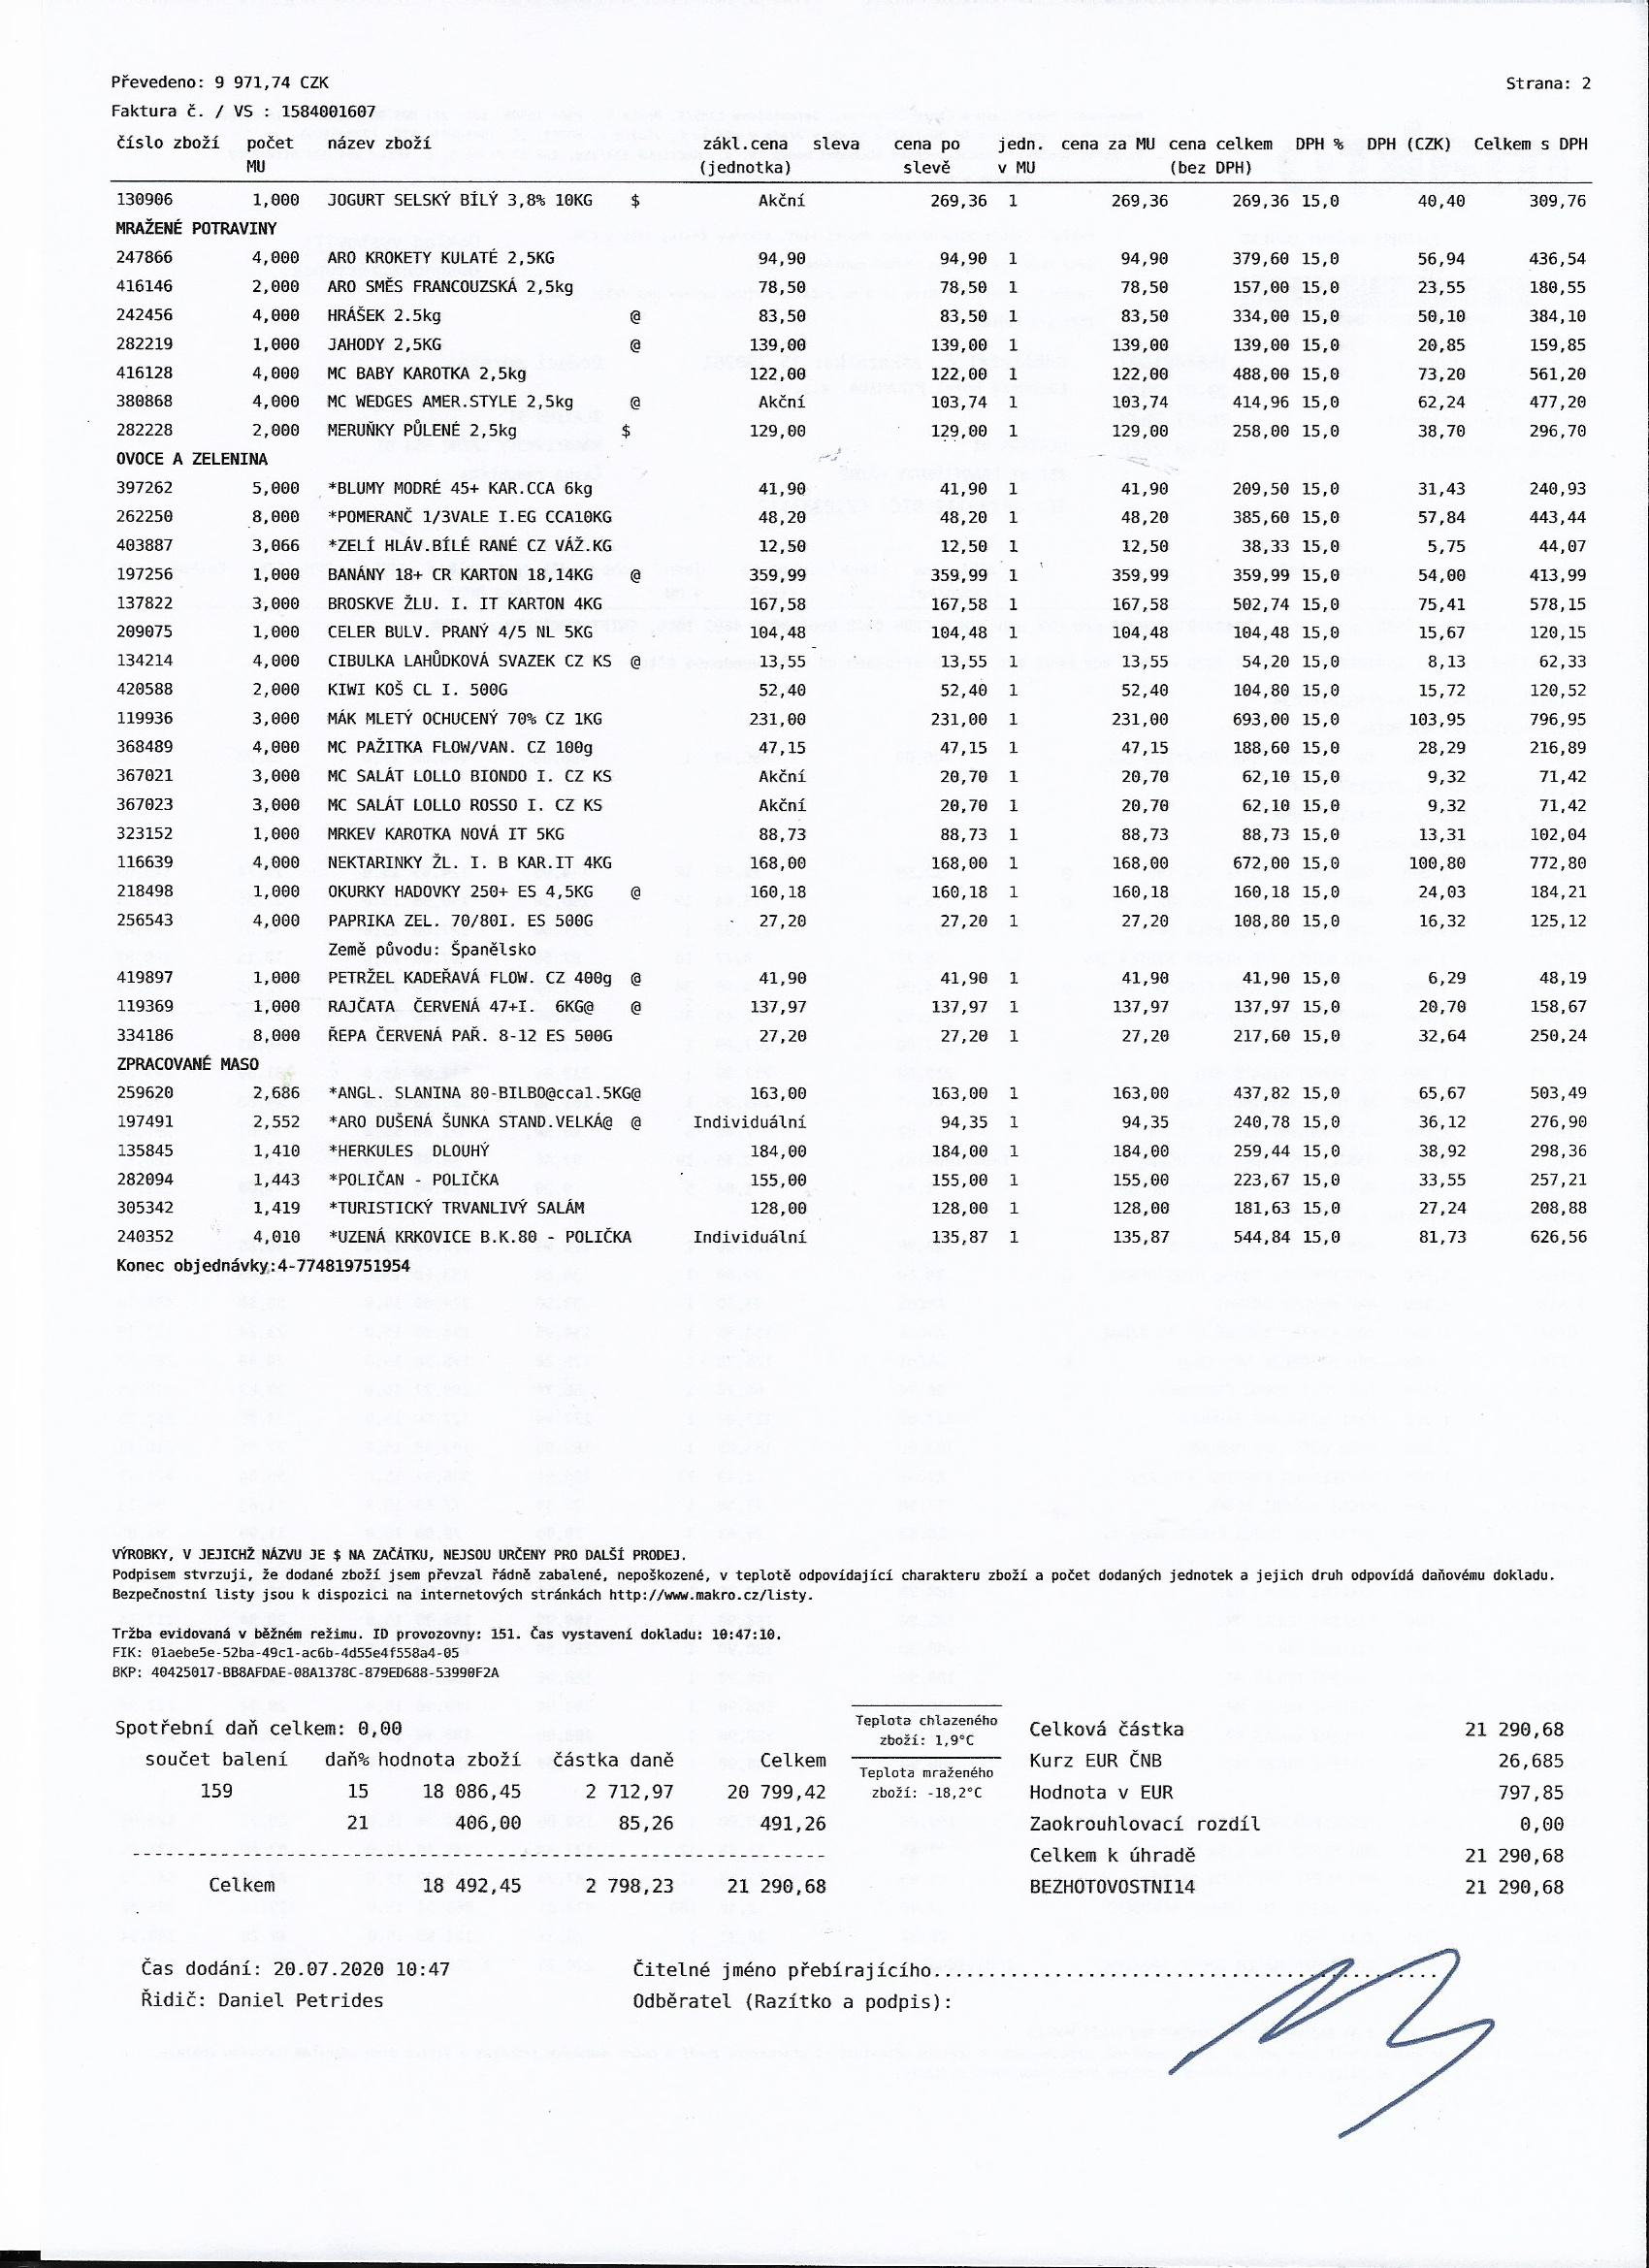 Převedeno: 9 971,74 CZK Strana: 2
Faktura č. / VS : 1584001607
číslo zboží počet název zboží zákl.cena sleva cena po jedn. cena za MU cena celkem DPH % DPH (CZK) Celkem s DPH
MU (jednotka) slevě v MU (bez DPH)
130906 1,000 JOGURT SELSKÝ BÍLÝ 3,8% 10KG $ Akční 269,36 1 269,36 269,36 15,0 40,40 309,76
MRAŽENÉ POTRAVINY
247866 4,000 ARO KROKETY KULATÉ 2,5KG 94,90 94,90 1 94,90 379,60 15,0 56,94 436,54
416146 2,000 ARO SMĚS FRANCOUZSKÁ 2,5kg 78,50 78,50 1 78,50 157,00 15,0 23,55 180,55
242456 4,000 HRÁŠEK 2.5kg @ 83,50 83,50 1 83,50 334,00 15,0 50,10 384,10
282219 1,000 JAHODY 2,5KG @ 139,00 139,00 1 139,00 139,00 15,0 20,85 159,85
416128 4,000 MC BABY KAROTKA 2,5kg 122,00 122,00 1 122,00 488,00 15,0 73,20 561,20
380868 4,000 MC WEDGES AMER.STYLE 2,5kg @ Akční 103,74 1 103,74 414,96 15,0 62,24 477,20
282228 2,000 MERUŇKY PŮLENÉ 2,5kg $ 129,00 129,00 1 129,00 258,00 15,0 38,70 296,70
OVOCE A ZELENINA
397262 5,000 *BLUMY MODRÉ 45+ KAR.CCA 6kg 41,90 41,90 1 41,90 209,50 15,0 31,43 240,93
262250 8,000 *POMERANČ 1/3VALE I.EG CCA10KG 48,20 48,20 1 48,20 385,60 15,0 57,84 443,44
403887 3,066 *ZELÍ HLÁV.BÍLÉ RANÉ CZ VÁŽ.KG 12,50 12,50 1 12,50 38,33 15,0 5,75 44,07
197256 1,000 BANÁNY 18+ CR KARTON 18,14KG @ 359,99 359,99 1 359,99 359,99 15,0 54,00 413,99
137822 3,000 BROSKVE ŽLU. I. IT KARTON 4KG 167,58 167,58 1 167,58 502,74 15,0 75,41 578,15
209075 1,000 CELER BULV. PRANÝ 4/5 NL 5KG 104,48 104,48 1 104,48 104,48 15,0 15,67 120,15
134214 4,000 CIBULKA LAHŮDKOVÁ SVAZEK CZ KS @ 13,55 13,55 1 13,55 54,20 15,0 8,13 62,33
420588 2,000 KIWI KOŠ CL I. 500G 52,40 52,40 1 52,40 104,80 15,0 15,72 120,52
119936 3,000 MÁK MLETÝ OCHUCENÝ 70% CZ 1KG 231,00 231,00 1 231,00 693,00 15,0 103,95 796,95
368489 4,000 MC PAŽITKA FLOW/VAN. CZ 100g 47,15 47,15 1 47,15 188,60 15,0 28,29 216,89
367021 3,000 MC SALÁT LOLLO BIONDO I. CZ KS Akční 20,70 1 20,70 62,10 15,0 9,32 71,42
367023 3,000 MC SALÁT LOLLO ROSSO I. CZ KS Akční 20,70 1 20,70 62,10 15,0 9,32 71,42
323152 1,000 MRKEV KAROTKA NOVÁ IT 5KG 88,73 88,73 1 88,73 88,73 15,0 13,31 102,04
116639 4,000 NEKTARINKY ŽL. I. B KAR.IT 4KG 168,00 168,00 1 168,00 672,00 15,0 100,80 772,80
218498 1,000 OKURKY HADOVKY 250+ ES 4,5KG @ 160,18 160,18 1 160,18 160,18 15,0 24,03 184,21
256543 4,000 PAPRIKA ZEL. 70/80I. ES 500G 27,20 27,20 1 27,20 108,80 15,0 16,32 125,12
Země původu: Španělsko
419897 1,000 PETRŽEL KADEŘAVÁ FLOW. CZ 400g @ 41,90 41,90 1 41,90 41,90 15,0 6,29 48,19
119369 1,000 RAJČATA ČERVENÁ 47+I. 6KG@ @ 137,97 137,97 1 137,97 137,97 15,0 20,70 158,67
334186 8,000 ŘEPA ČERVENÁ PAŘ. 8-12 ES 500G 27,20 27,20 1 27,20 217,60 15,0 32,64 250,24
ZPRACOVANÉ MASO
259620 2,686 *ANGL. SLANINA 80-BILBO@cca1.5KG@ 163,00 163,00 1 163,00 437,82 15,0 65,67 503,49
197491 2,552 *ARO DUŠENÁ ŠUNKA STAND.VELKÁ@ @ Individuální 94,35 1 94,35 240,78 15,0 36,12 276,90
135845 1,410 *HERKULES DLOUHÝ 184,00 184,00 1 184,00 259,44 15,0 38,92 298,36
282094 1,443 *POLIČAN - POLIČKA 155,00 155,00 1 155,00 223,67 15,0 33,55 257,21
305342 1,419 *TURISTICKÝ TRVANLIVÝ SALÁM 128,00 128,00 1 128,00 181,63 15,0 27,24 208,88
240352 4,010 *UZENÁ KRKOVICE B.K.80 - POLIČKA Individuální 135,87 1 135,87 544,84 15,0 81,73 626,56
Konec objednávky:4-774819751954
VÝROBKY, V JEJICHŽ NÁZVU JE $ NA ZAČÁTKU, NEJSOU URČENY PRO DALŠÍ PRODEJ.
Podpisem stvrzuji, že dodané zboží jsem převzal řádně zabalené, nepoškozené, v teplotě odpovídající charakteru zboží a počet dodaných jednotek a jejich druh odpovídá daňovému dokladu.
Bezpečnostní listy jsou k dispozici na internetových stránkách http://www.makro.cz/listy.
Tržba evidovaná v běžném režimu. ID provozovny: 151. Čas vystavení dokladu: 10:47:10.
FIK: 01aebe5e-52ba-49c1-ac6b-4d55e4f558a4-05
BKP: 40425017-BB8AFDAE-08A1378C-879ED688-53990F2A
Spotřební daň celkem: 0,00
součet balení daň% hodnota zboží částka daně Celkem
159 15 18 086,45 2 712,97 20 799,42
21 406,00 85,26 491,26
Celkem 18 492,45 2 798,23 21 290,68
Teplota chlazeného
zboží: 1,9°C
Teplota mraženého
zboží: -18,2°C
Celková částka 21 290,68
Kurz EUR ČNB 26,685
Hodnota v EUR 797,85
Zaokrouhlovací rozdíl 0,00
Celkem k úhradě 21 290,68
BEZHOTOVOSTNI14 21 290,68
Čas dodání: 20.07.2020 10:47
Řidič: Daniel Petrides
Čitelné jméno přebírajícího.......................................................
Odběratel (Razítko a podpis):